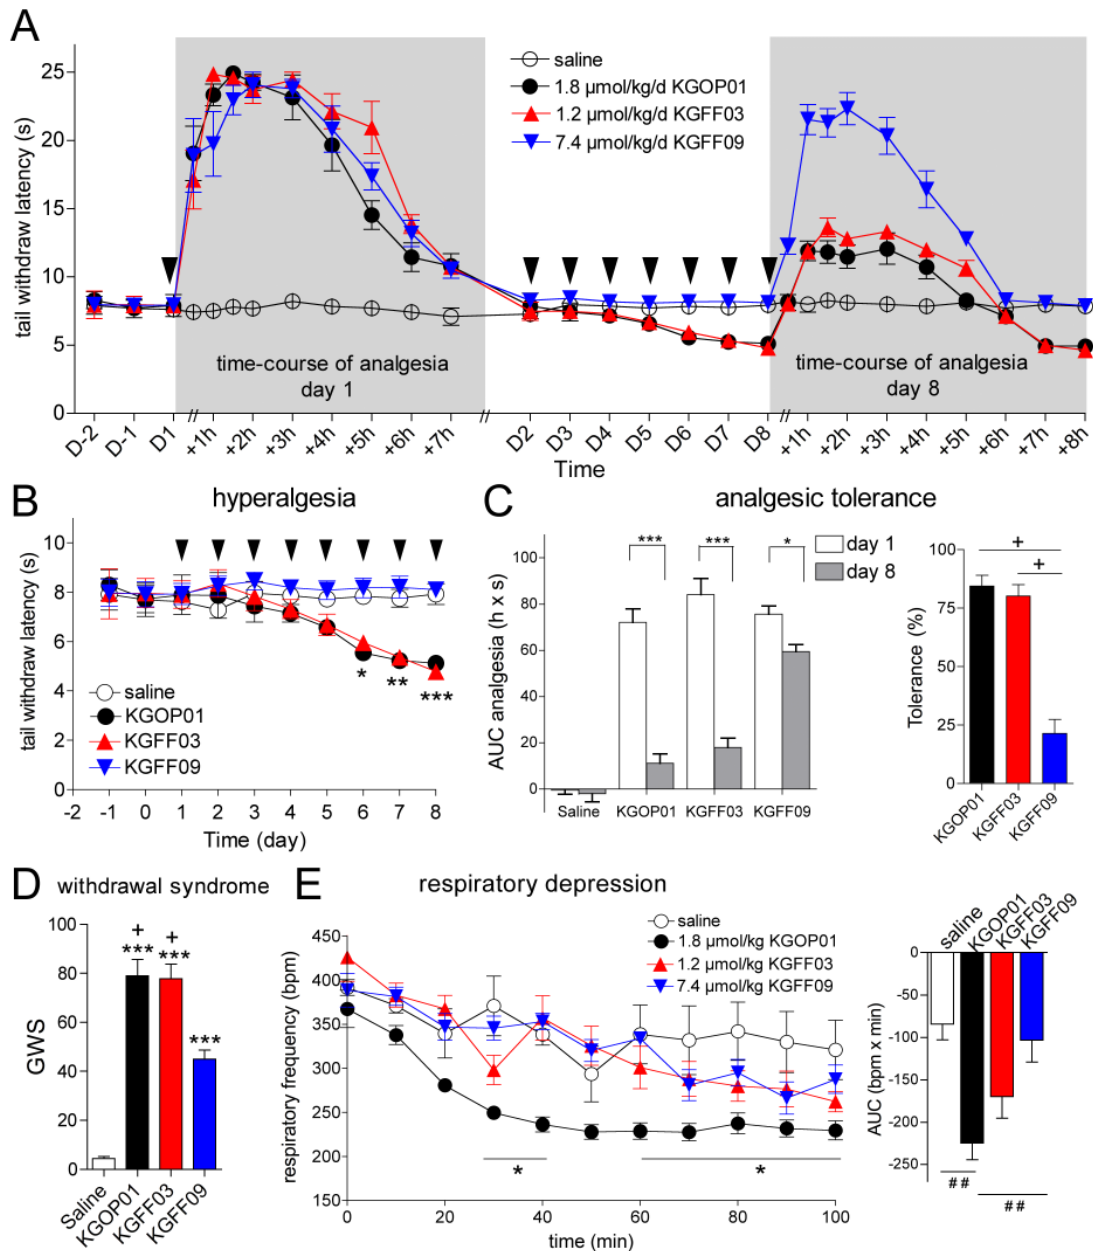 A
tail withdraw latency (s)
25
20
15
10
5
0
saline
1.8 µmol/kg/d KGOP01
1.2 µmol/kg/d KGFF03
7.4 µmol/kg/d KGFF09
time-course of analgesia
day 1
time-course of analgesia
day 8
D-2
D-1
D1
+1h
+2h
+3h
+4h
+5h
+6h
+7h
D2
D3
D4
D5
D6
D7
D8
+1h
+2h
+3h
+4h
+5h
+6h
+7h
+8h
Time
B
hyperalgesia
tail withdraw latency (s)
10
8
6
4
2
0
* ** ***
saline
KGOP01
KGFF03
KGFF09
-2 -1 0 1 2 3 4 5 6 7 8
Time (day)
C
analgesic tolerance
AUC analgesia (h x s)
100
80
60
40
20
0
*** *** *
day 1
day 8
Saline KGOP01 KGFF03 KGFF09
Tolerance (%)
100
75
50
25
0
+
+
KGOP01
KGFF03
KGFF09
D
withdrawal syndrome
GWS
100
80
60
40
20
0
+ +
*** *** ***
Saline
KGOP01
KGFF03
KGFF09
E
respiratory depression
respiratory frequency (bpm)
450
400
350
300
250
200
150
saline
1.8 µmol/kg KGOP01
1.2 µmol/kg KGFF03
7.4 µmol/kg KGFF09
* *
0 20 40 60 80 100
time (min)
saline
KGOP01
KGFF03
KGFF09
AUC (bpm x min)
0
-50
-100
-150
-200
-250
##
##